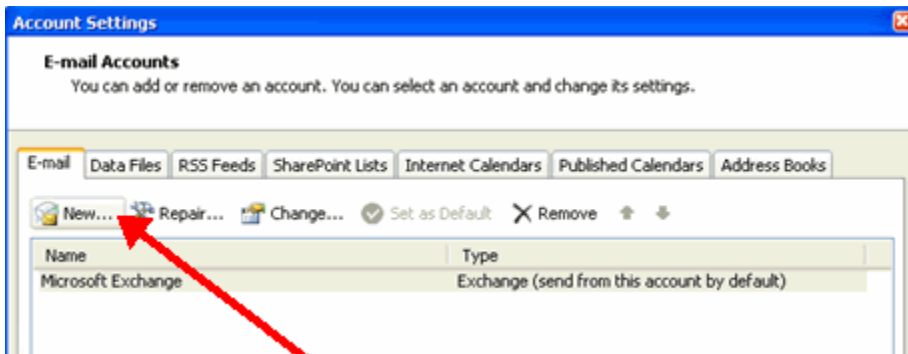 Account Settings
E-mail Accounts
You can add or remove an account. You can select an account and change its settings.
E-mail Data Files RSS Feeds SharePoint Lists Internet Calendars Published Calendars Address Books
New... Repair... Change... Set as Default Remove
Name Type
Microsoft Exchange Exchange (send from this account by default)